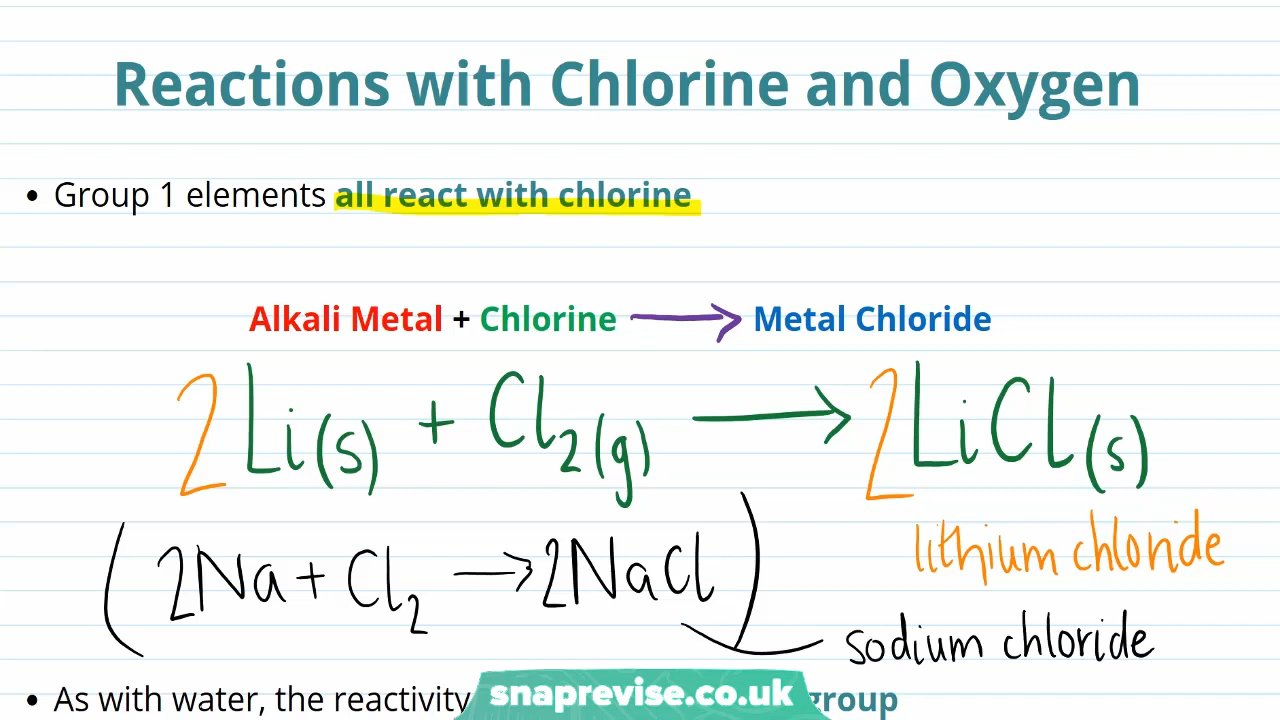 Reactions with Chlorine and Oxygen
• Group 1 elements all react with chlorine
Alkali Metal + Chlorine → Metal Chloride
2Li(s) + Cl₂(g) → 2LiCl(s)
lithium chloride
(2Na + Cl₂ → 2NaCl)
sodium chloride
• As with water, the reactivity group
snaprevise.co.uk